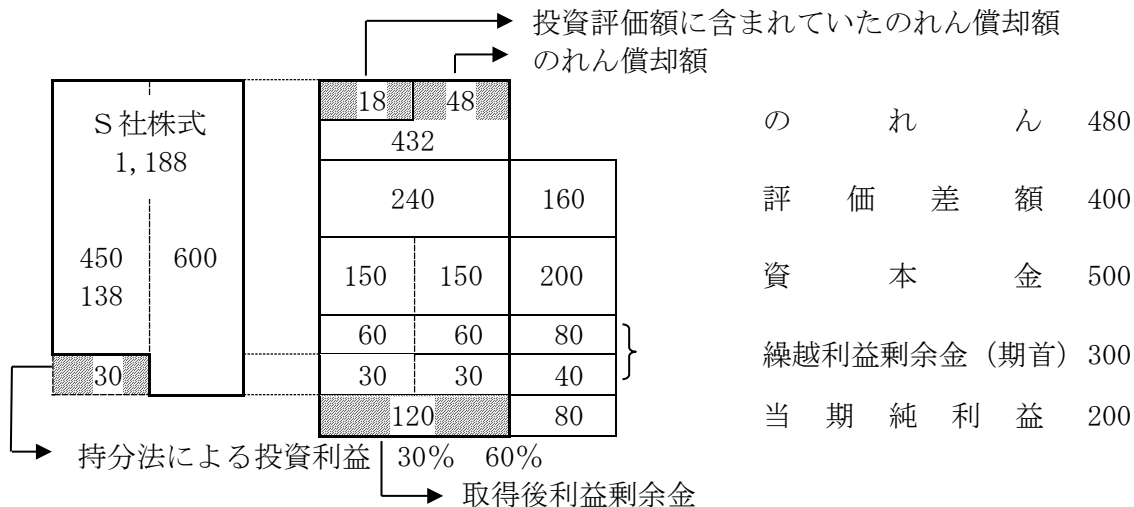 投資評価額に含まれていたのれん償却額
のれん償却額
18 48
S社株式
1,188
432
のれん 480
240 160
評価差額 400
450 600
138
150 150 200
資本金 500
60 60 80
繰越利益剰余金（期首） 300
30
30 30 40
120 80
当期純利益 200
持分法による投資利益 30% 60%
取得後利益剰余金